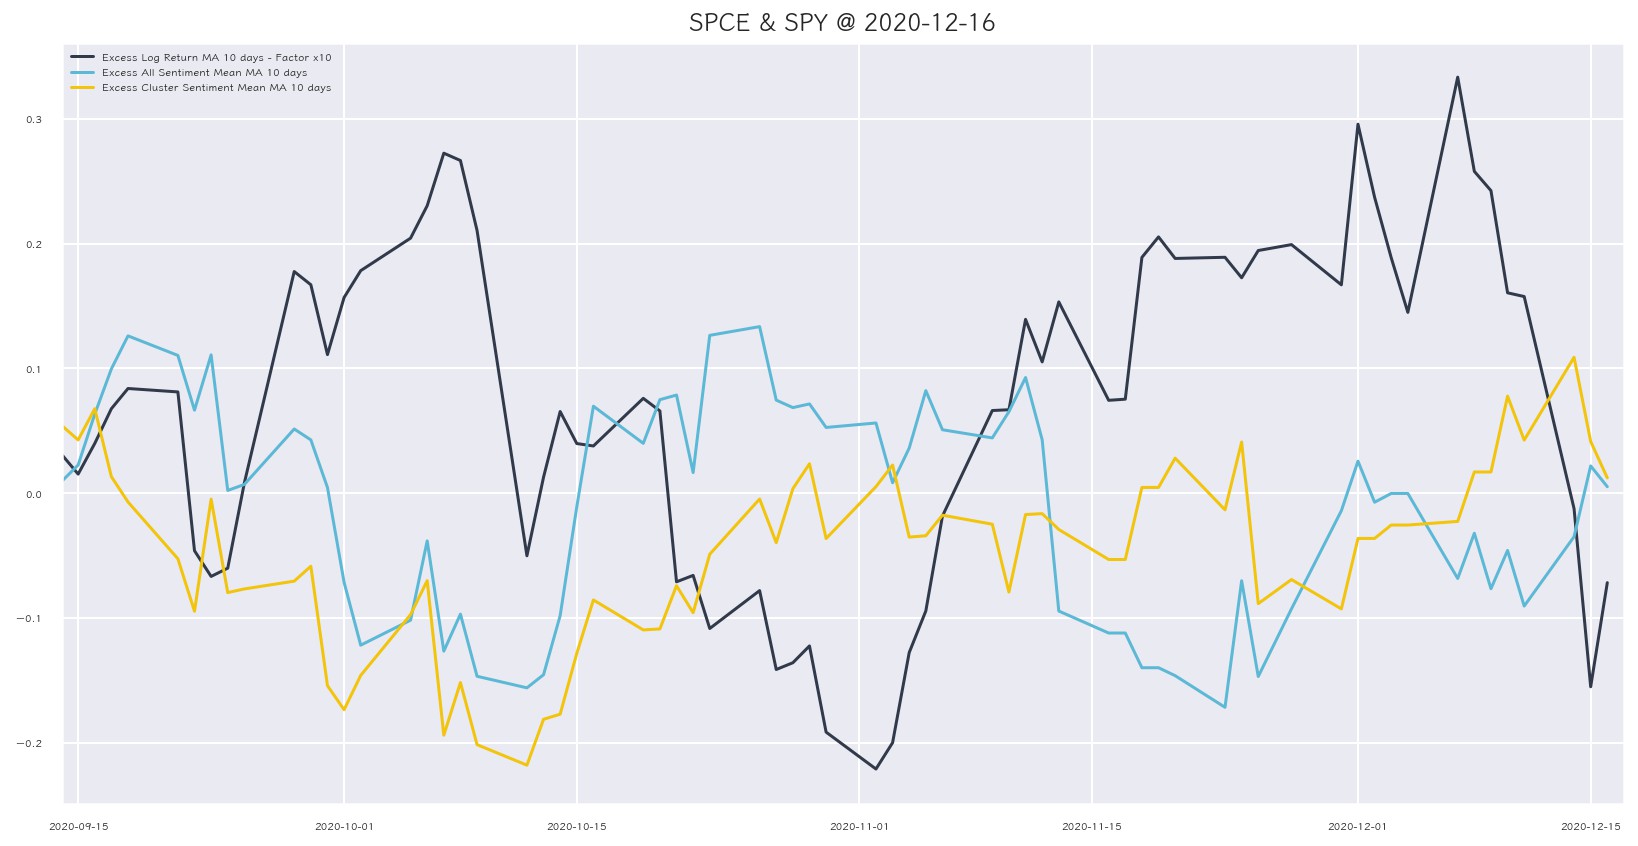 SPCE & SPY @ 2020-12-16
Excess Log Return MA 10 days - Factor x10
Excess All Sentiment Mean MA 10 days
Excess Cluster Sentiment Mean MA 10 days
0.3
0.2
0.1
0.0
−0.1
−0.2
2020-09-15 2020-10-01 2020-10-15 2020-11-01 2020-11-15 2020-12-01 2020-12-15